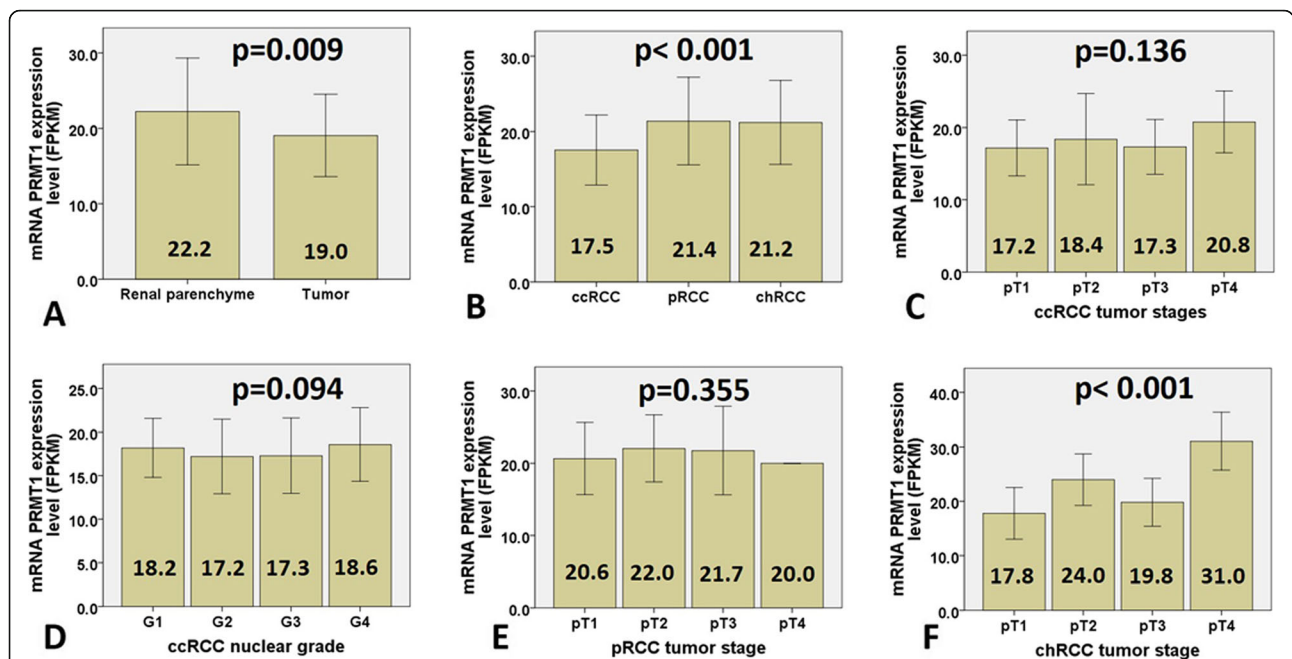 p=0.009
mRNA PRMT1 expression
level (FPKM)
30.0
20.0
10.0
0.0
22.2
19.0
Renal parenchyme
Tumor
A
p< 0.001
mRNA PRMT1 expression
level (FPKM)
30.0
20.0
10.0
0.0
17.5
21.4
21.2
ccRCC
pRCC
chRCC
B
p=0.136
mRNA PRMT1 expression
level (FPKM)
30.0
20.0
10.0
0.0
17.2
18.4
17.3
20.8
pT1
pT2
pT3
pT4
ccRCC tumor stages
C
p=0.094
mRNA PRMT1 expression
level (FPKM)
25.0
20.0
15.0
10.0
5.0
0.0
18.2
17.2
17.3
18.6
G1
G2
G3
G4
ccRCC nuclear grade
D
p=0.355
mRNA PRMT1 expression
level (FPKM)
30.0
20.0
10.0
0.0
20.6
22.0
21.7
20.0
pT1
pT2
pT3
pT4
pRCC tumor stage
E
p< 0.001
mRNA PRMT1 expression
level (FPKM)
40.0
30.0
20.0
10.0
0.0
17.8
24.0
19.8
31.0
pT1
pT2
pT3
pT4
chRCC tumor stage
F